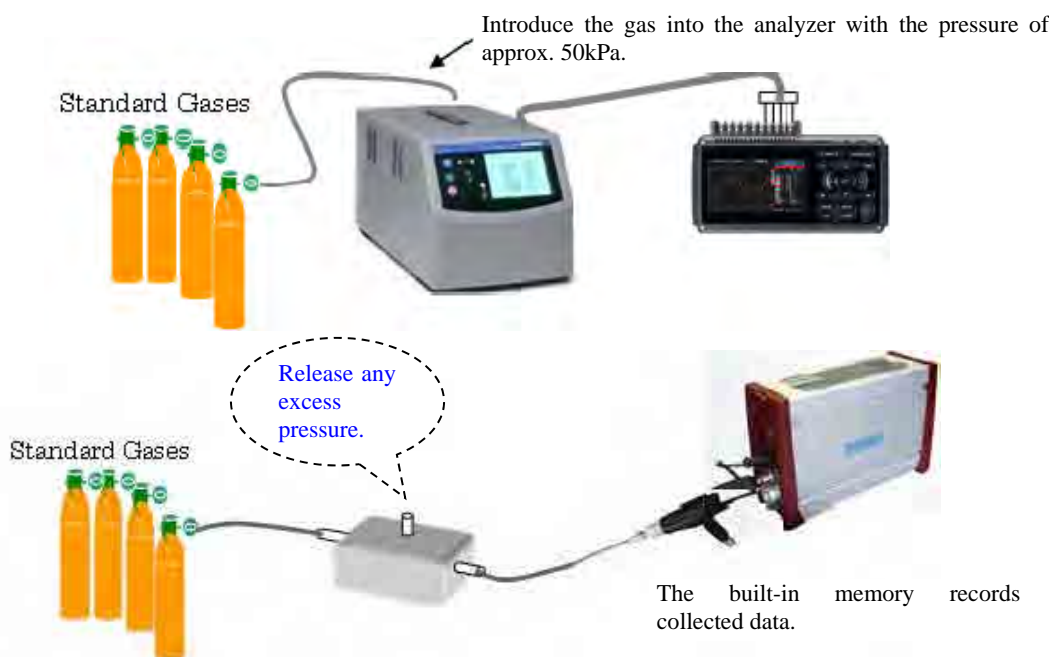 Introduce the gas into the analyzer with the pressure of
approx. 50kPa.
Standard Gases
Release any
excess
pressure.
Standard Gases
The built-in memory records
collected data.